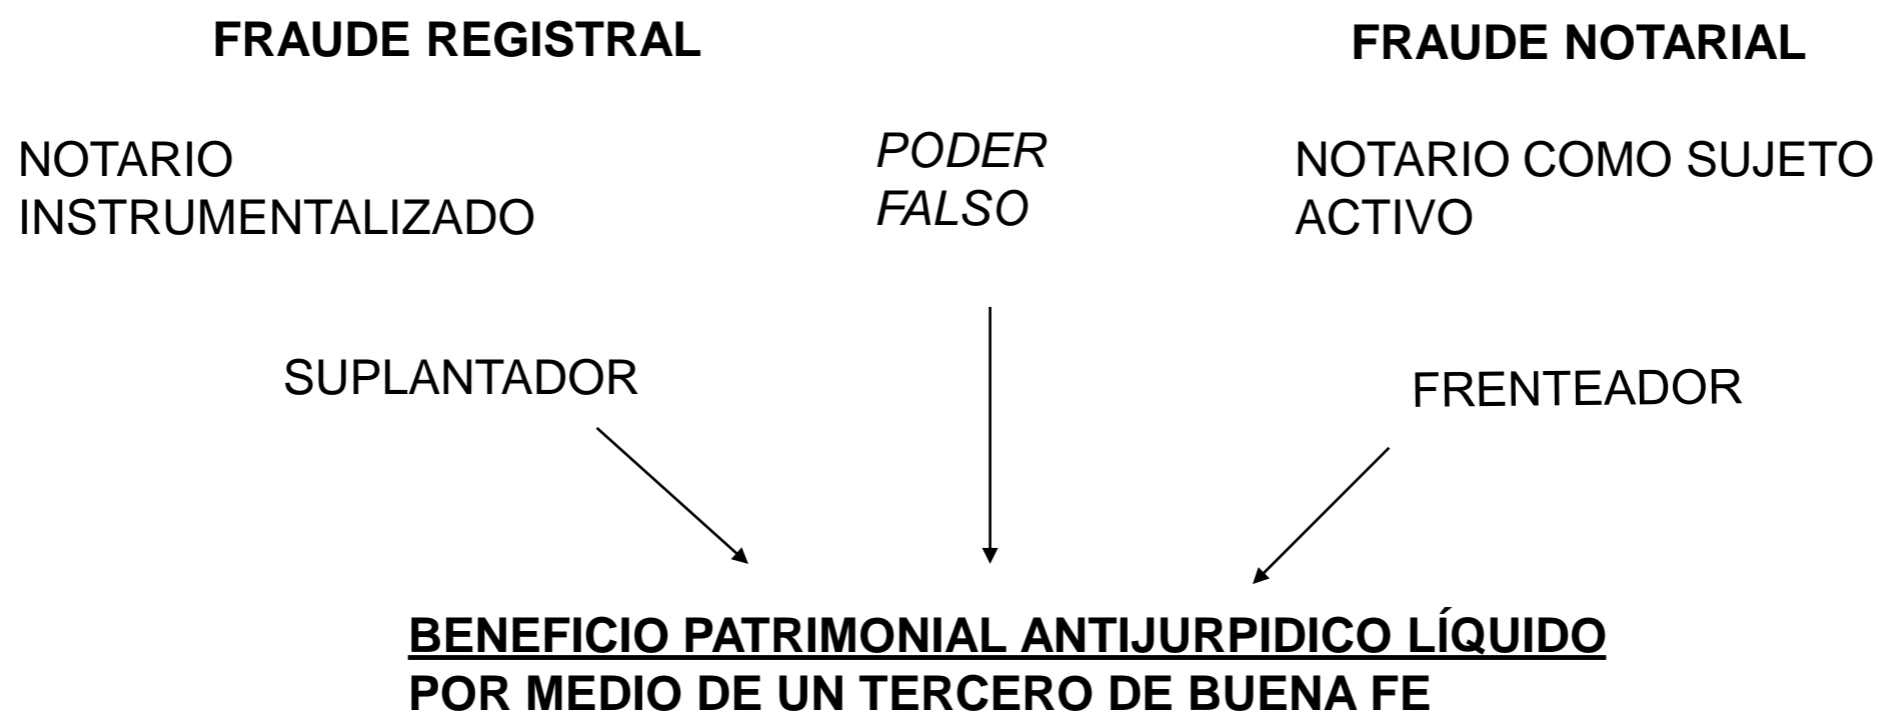 FRAUDE REGISTRAL
FRAUDE NOTARIAL
NOTARIO
INSTRUMENTALIZADO
PODER
FALSO
NOTARIO COMO SUJETO
ACTIVO
SUPLANTADOR
FRENTEADOR
BENEFICIO PATRIMONIAL ANTIJURPIDICO LÍQUIDO
POR MEDIO DE UN TERCERO DE BUENA FE